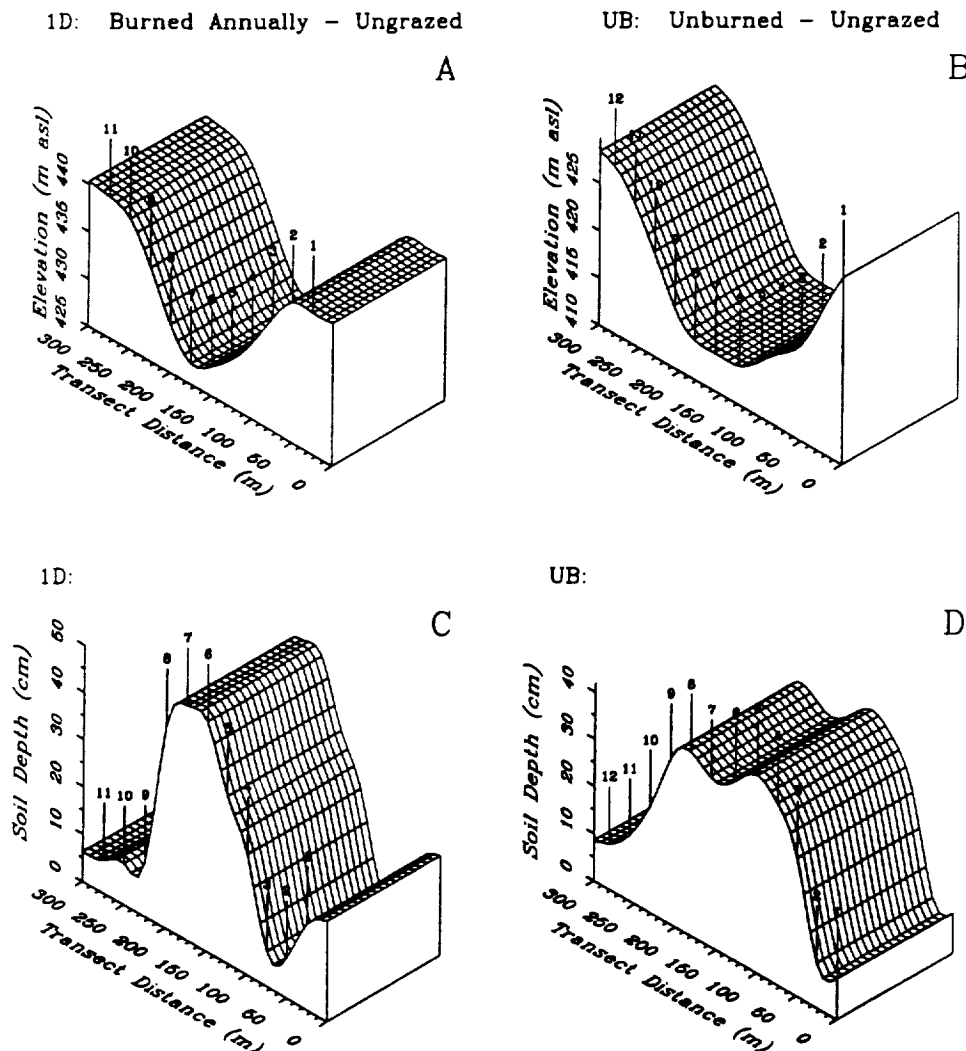 1D: Burned Annually - Ungrazed
UB: Unburned - Ungrazed
A
Elevation (m asl)
440
435
430
425
11
10
2
1
300 250 200 150 100 50 0
Transect Distance (m)
B
Elevation (m asl)
425
420
415
410
12
2
1
300 250 200 150 100 50 0
Transect Distance (m)
1D:
C
Soil Depth (cm)
50
40
30
20
10
0
11
10
9
8
7
6
300 250 200 150 100 50 0
Transect Distance (m)
UB:
D
Soil Depth (cm)
40
30
20
10
0
12
11
10
9
8
7
300 250 200 150 100 50 0
Transect Distance (m)